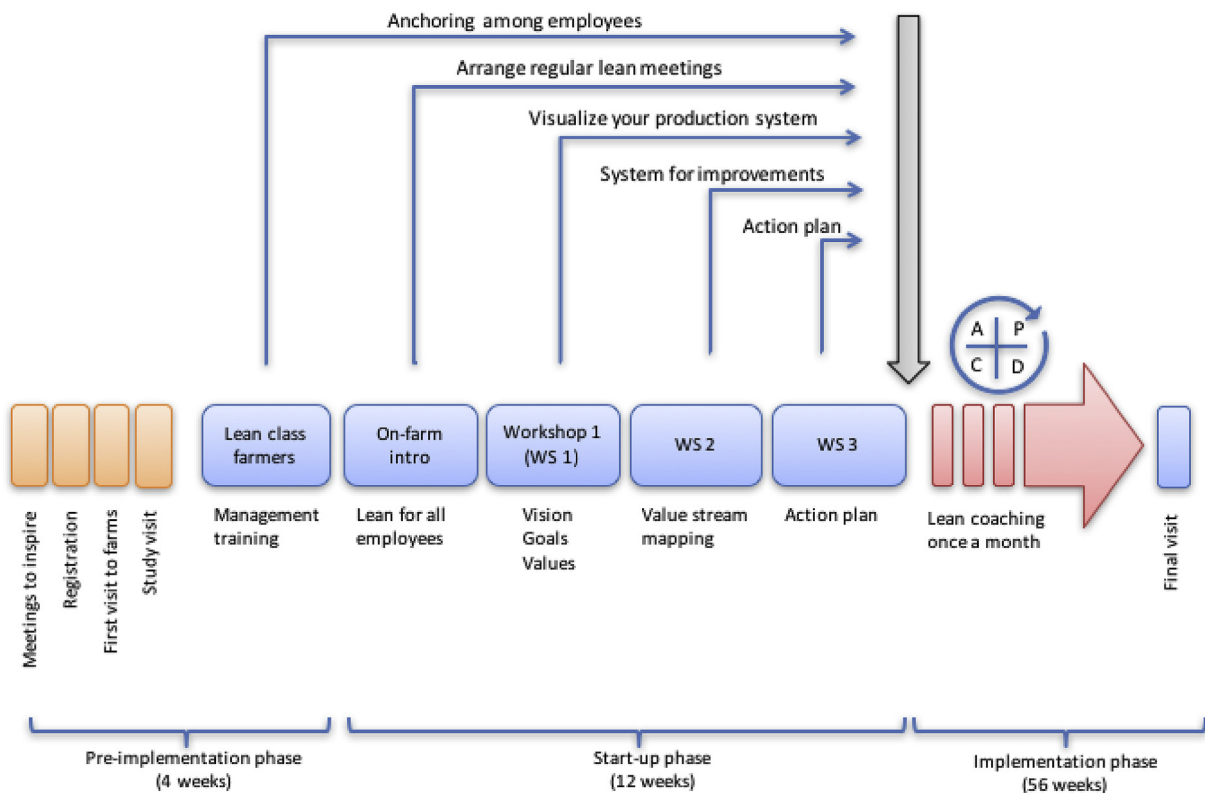 Anchoring among employees
Arrange regular lean meetings
Visualize your production system
System for improvements
Action plan
A P
C D
Lean class
farmers
On-farm
intro
Workshop 1
(WS 1)
WS 2
WS 3
Meetings to inspire
Registration
First visit to farms
Study visit
Management
training
Lean for all
employees
Vision
Goals
Values
Value stream
mapping
Action plan
Lean coaching
once a month
Final visit
Pre-implementation phase
(4 weeks)
Start-up phase
(12 weeks)
Implementation phase
(56 weeks)